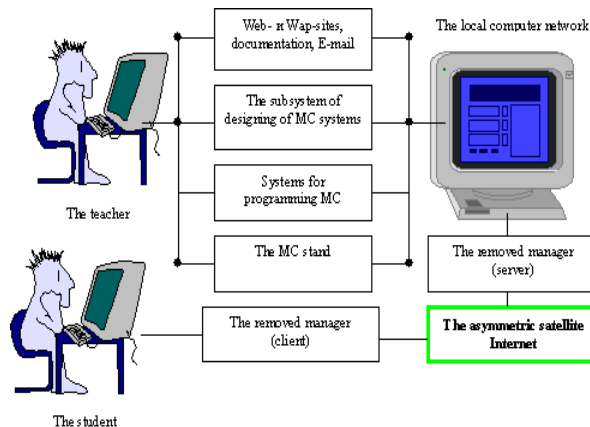 Web- и Wap-sites,
documentation, E-mail
The local computer network
The subsystem of
designing of MC systems
Systems for
programming MC
The teacher
The MC stand
The removed manager
(server)
The removed manager
(client)
The asymmetric satellite
Internet
The student